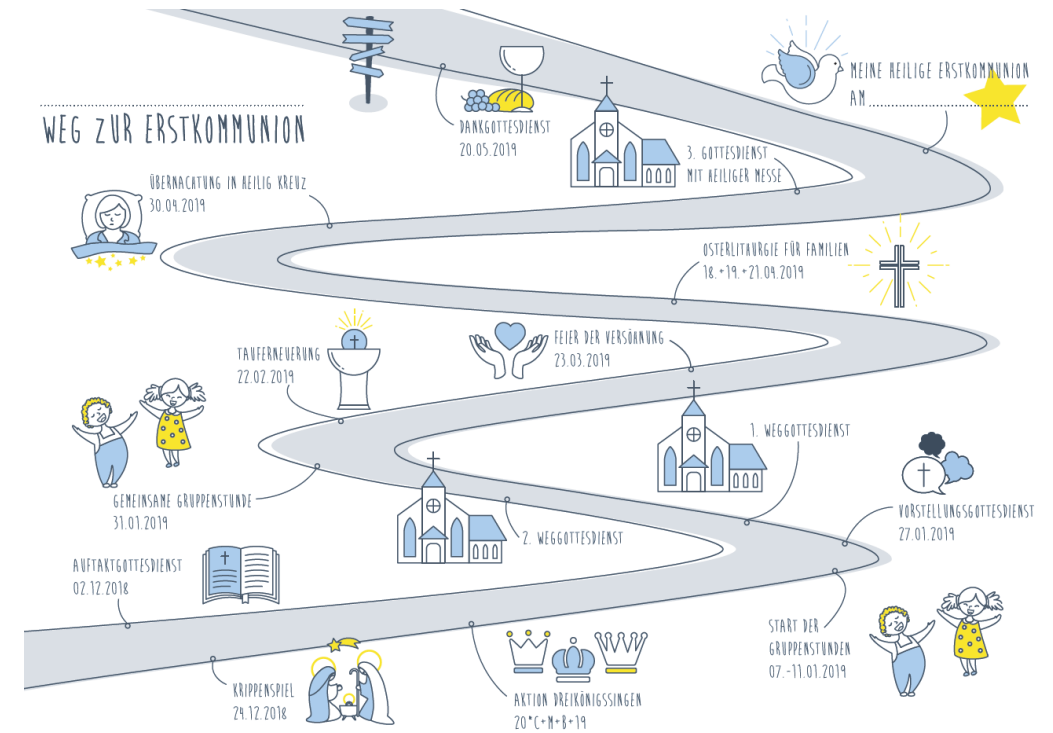 WEG ZUR ERSTKOMMUNION
MEINE HEILIGE ERSTKOMMUNION
AM
DANKGOTTESDIENST
20.05.2019
3. GOTTESDIENST
MIT HEILIGER MESSE
ÜBERNACHTUNG IN HEILIG KREUZ
30.04.2019
OSTERLITHURGIE FÜR FAMILIEN
18.+19.+21.04.2019
FEIER DER VERSÖNUNG
23.03.2019
TAUFERNEUERUNG
22.02.2019
1. WEGGOTTESDIENST
GEMEINSAME GRUPPENSTUNDE
31.01.2019
VORSTELLUNGSGOTTESDIENST
27.01.2019
2. WEGGOTTESDIENST
AUFTAKTGOTTESDIENST
02.12.2018
START DER
GRUPPENSTUNDEN
07.-11.01.2019
KRIPPENSPIEL
24.12.2018
AKTION DREIKÖNIGSSINGEN
20*C+M+B+19